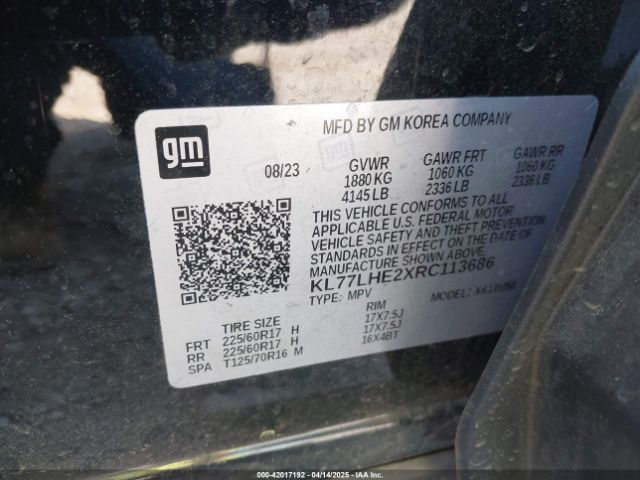 gm
MFD BY GM KOREA COMPANY
08/23 GVWR GAWR FRT GAWR RR
1880 KG 1060 KG 1060 KG
4145 LB 2336 LB 2336 LB
THIS VEHICLE CONFORMS TO ALL
APPLICABLE U.S. FEDERAL MOTOR
VEHICLE SAFETY AND THEFT PREVENTION
STANDARDS IN EFFECT ON THE DATE OF
MANUFACTURE SHOWN ABOVE
KL77LHE2XRC113686
TYPE: MPV MODEL:
TIRE SIZE RIM
FRT 225/60R17 H 17X7.5J
RR 225/60R17 H 17X7.5J
SPA T125/70R16 M 16X4BT
000-42017192 - 04/14/2025 - IAAI.COM